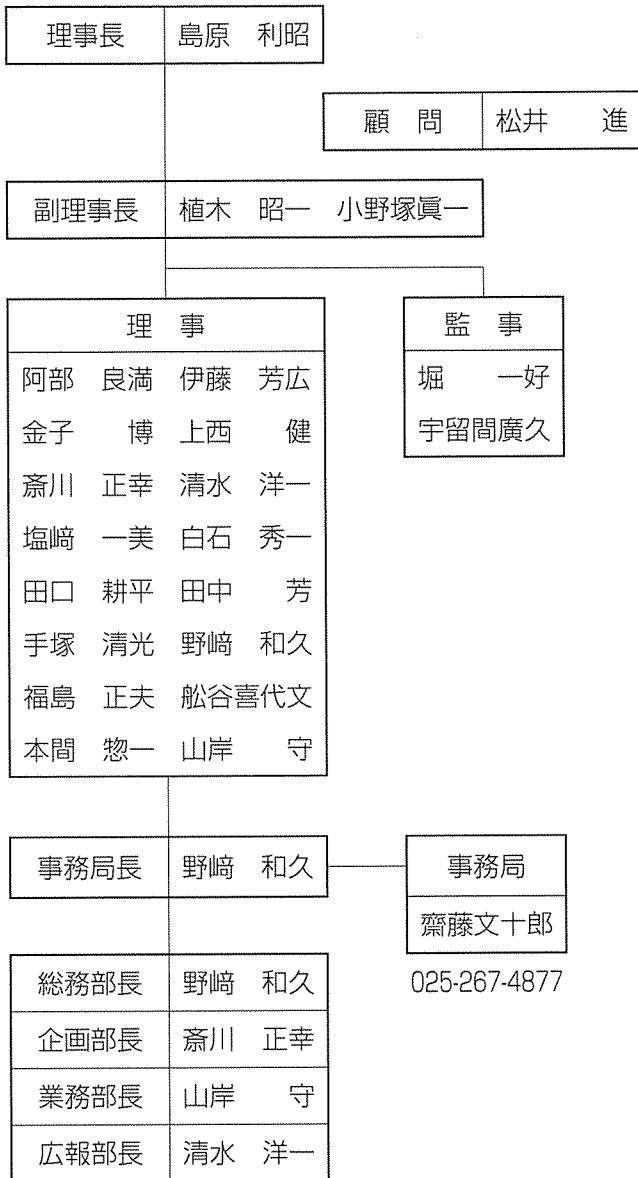 理事長 島原 利昭
顧 問 松井 進
副理事長 植木 昭一 小野塚眞一
理 事
阿部 良満 伊藤 芳広
金子 博 上西 健
斎川 正幸 清水 洋一
塩﨑 一美 白石 秀一
田口 耕平 田中 芳
手塚 清光 野﨑 和久
福島 正夫 舩谷喜代文
本間 惣一 山岸 守
監 事
堀 一好
宇留間廣久
事務局長 野﨑 和久
事務局
齋藤文十郎
025-267-4877
総務部長 野﨑 和久
企画部長 斎川 正幸
業務部長 山岸 守
広報部長 清水 洋一